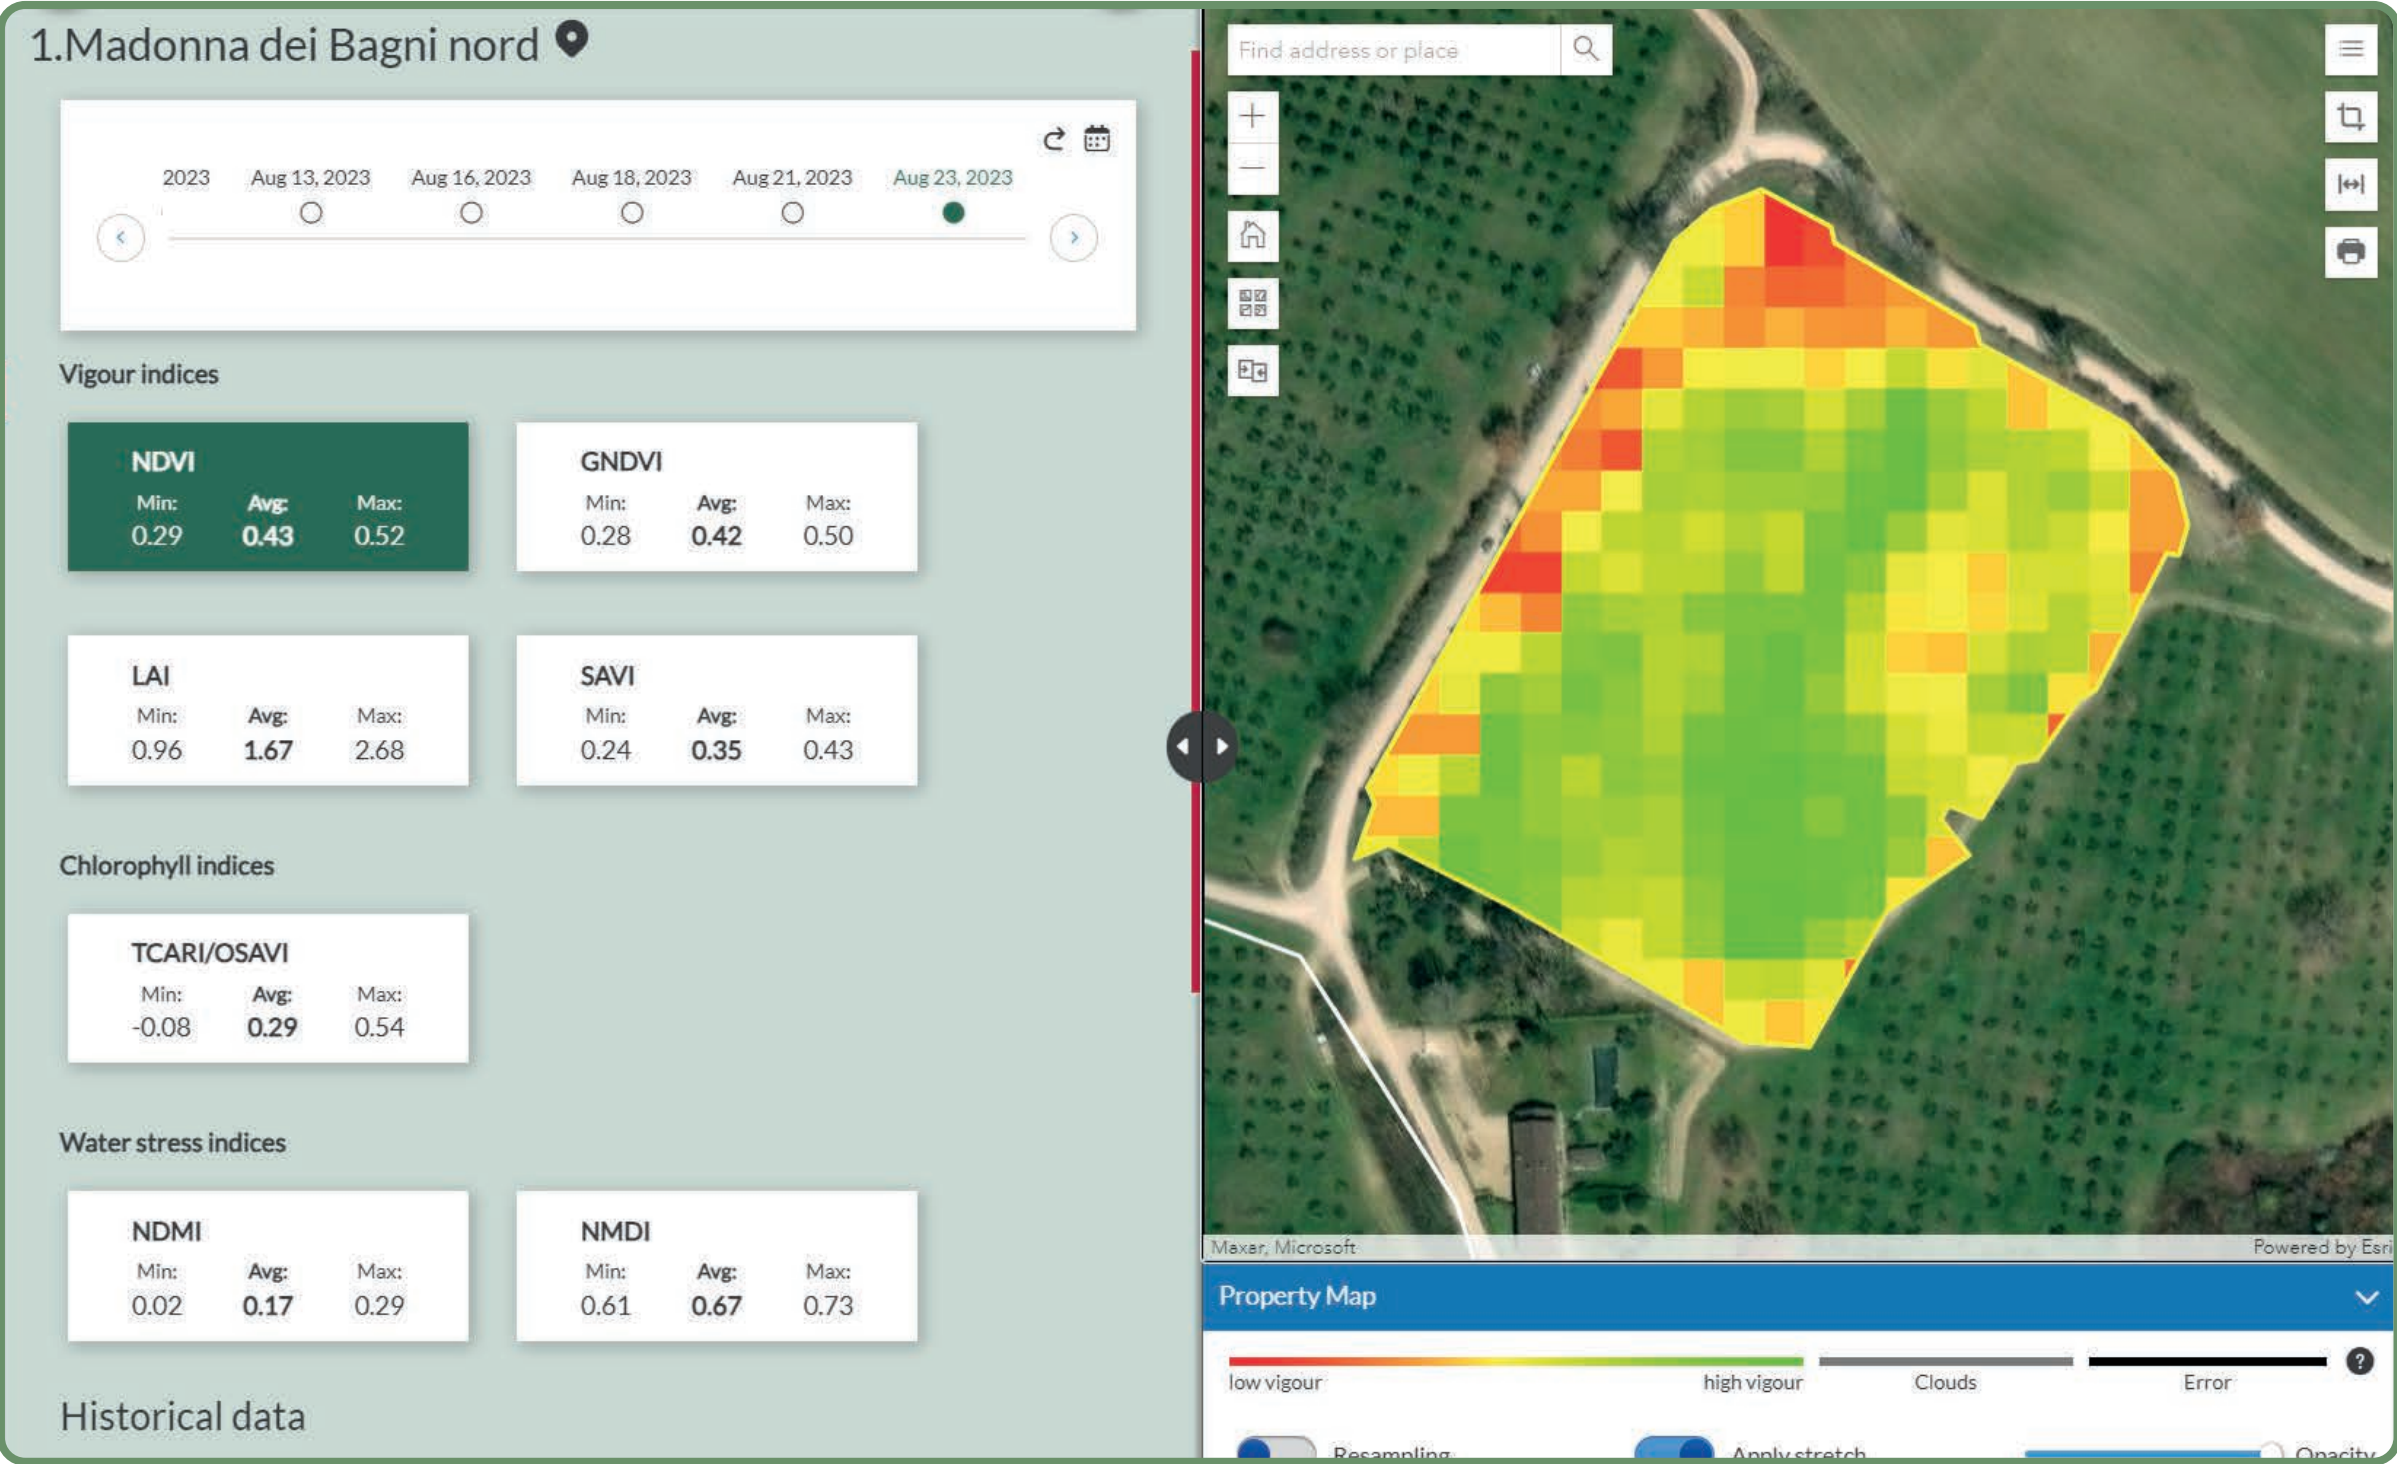 1.Madonna dei Bagni nord
2023 Aug 13, 2023 Aug 16, 2023 Aug 18, 2023 Aug 21, 2023 Aug 23, 2023
Vigour indices
NDVI
Min: Avg: Max:
0.29 0.43 0.52
GNDVI
Min: Avg: Max:
0.28 0.42 0.50
LAI
Min: Avg: Max:
0.96 1.67 2.68
SAVI
Min: Avg: Max:
0.24 0.35 0.43
Chlorophyll indices
TCARI/OSAVI
Min: Avg: Max:
-0.08 0.29 0.54
Water stress indices
NDMI
Min: Avg: Max:
0.02 0.17 0.29
NMDI
Min: Avg: Max:
0.61 0.67 0.73
Historical data
Find address or place
Maxar, Microsoft
Powered by Esri
Property Map
low vigour high vigour Clouds Error
?
Resampling Apply stretch Opacity